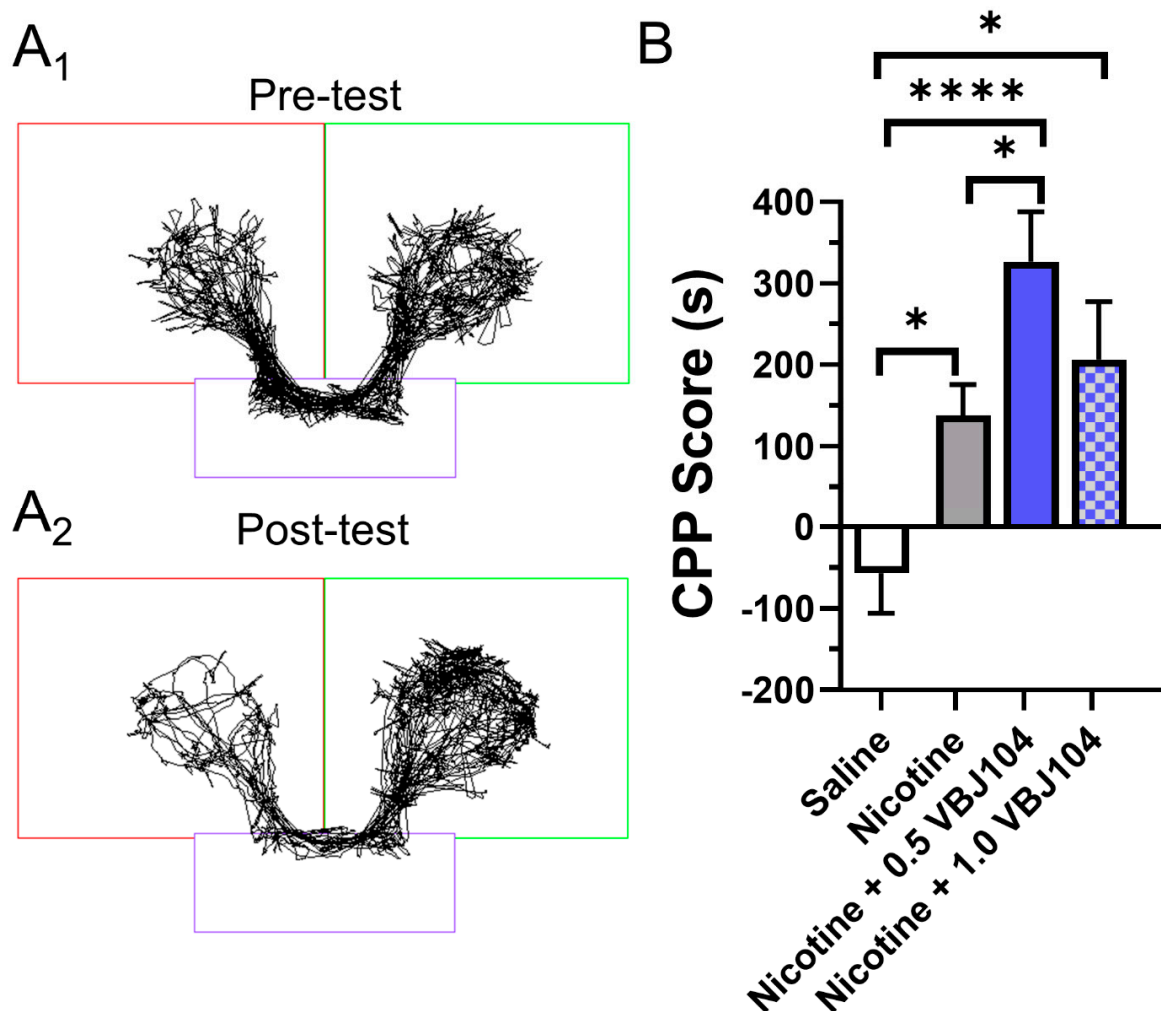 A1
Pre-test
A2
Post-test
B
*
****
*
*
CPP Score (s)
400
300
200
100
0
-100
-200
Saline
Nicotine
Nicotine + 0.5 VBJ104
Nicotine + 1.0 VBJ104